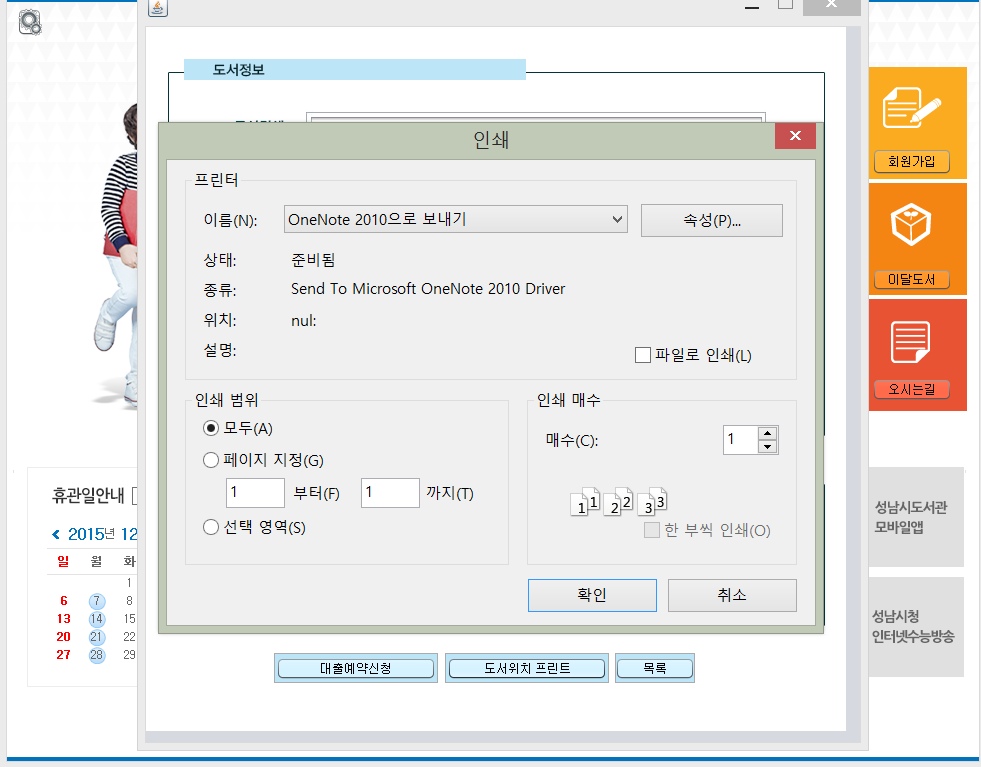 도서정보
인쇄
프린터
이름(N):
OneNote 2010으로 보내기
속성(P)...
상태:
준비됨
종류:
Send To Microsoft OneNote 2010 Driver
위치:
nul:
설명:
파일로 인쇄(L)
인쇄 범위
모두(A)
페이지 지정(G)
1 부터(F) 1 까지(T)
선택 영역(S)
인쇄 매수
매수(C):
1
1 1 2 2 3 3
한 부씩 인쇄(O)
확인
취소
대출예약신청
도서위치 프린트
목록
회원가입
이달도서
오시는길
휴관일안내
2015년 12
일 월 화
1
6 7 8
13 14 15
20 21 22
27 28 29
성남시도서관
모바일앱
성남시청
인터넷수능방송